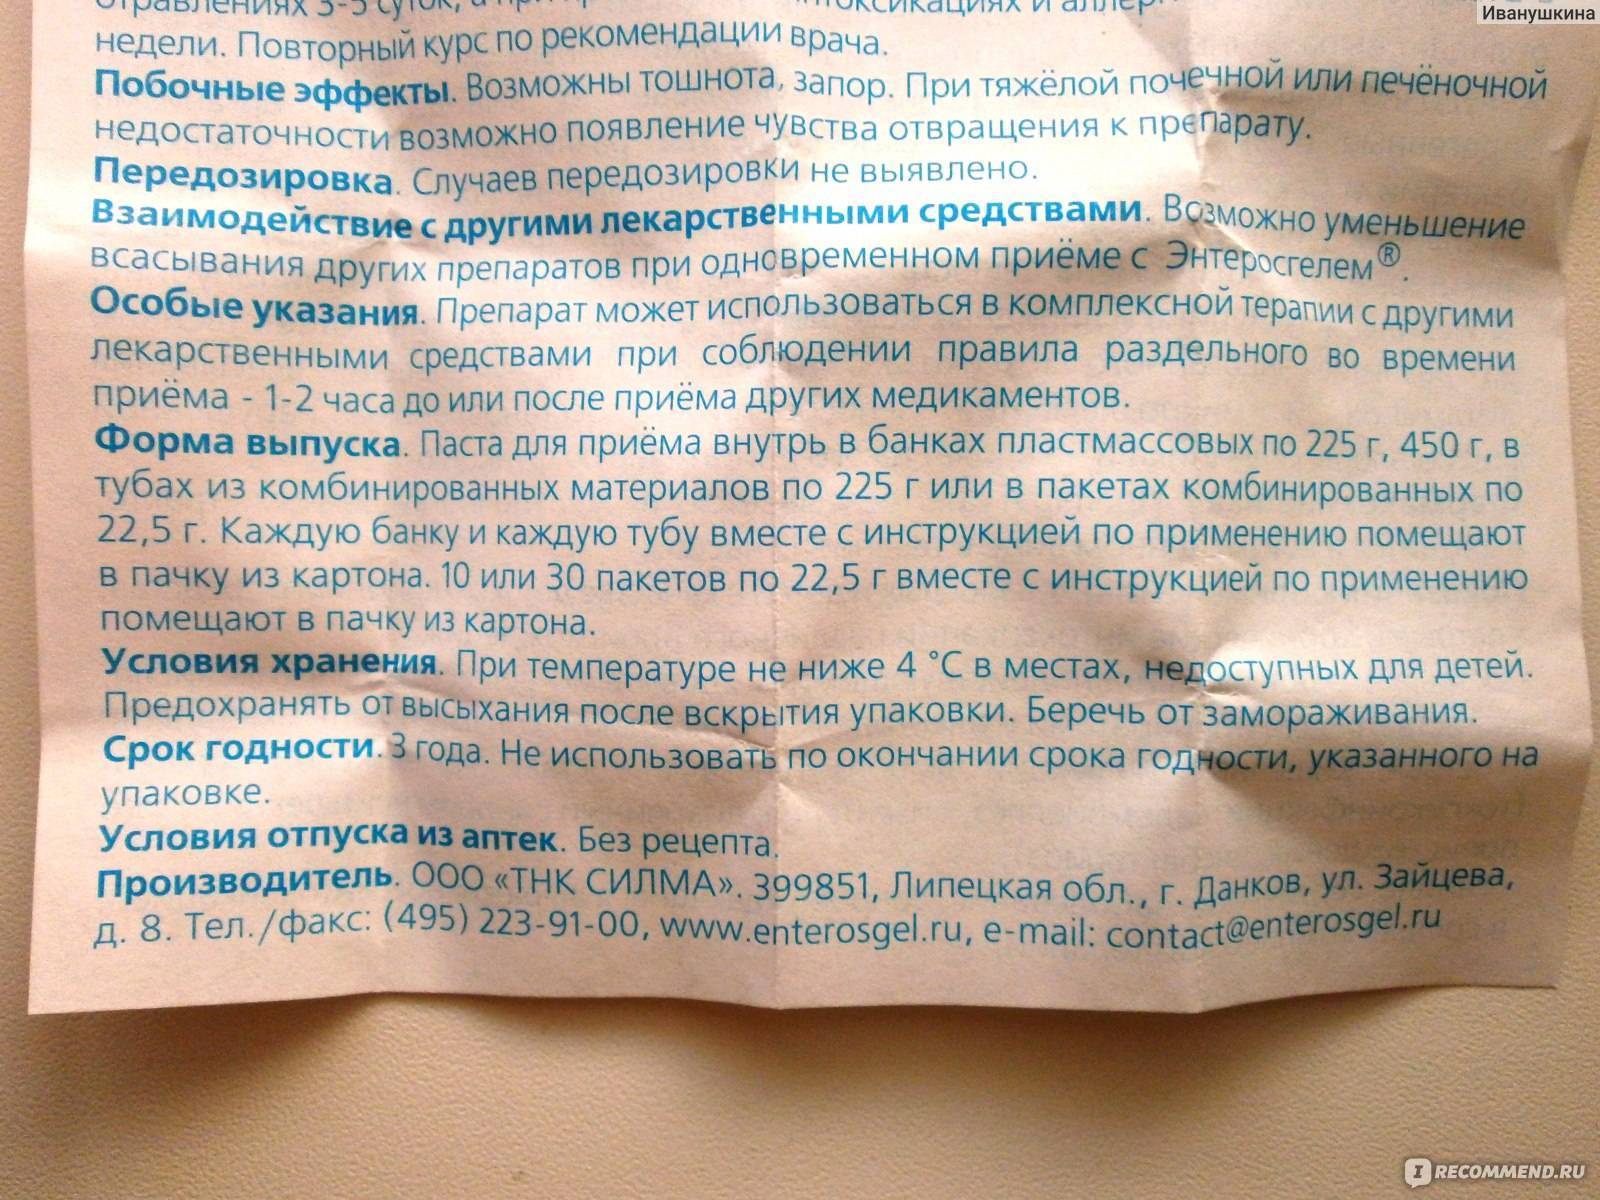 Иванушкина
отравлениях 3-5 суток, а при
недели. Повторный курс по рекомендации врача.
Побочные эффекты. Возможны тошнота, запор. При тяжёлой почечной или печёночной
недостаточности возможно появление чувства отвращения к препарату.
Передозировка. Случаев передозировки не выявлено.
Взаимодействие с другими лекарственными средствами. Возможно уменьшение
всасывания других препаратов при одновременном приёме с Энтеросгелем®.
Особые указания. Препарат может использоваться в комплексной терапии с другими
лекарственными средствами при соблюдении правила раздельного во времени
приёма - 1-2 часа до или после приёма других медикаментов.
Форма выпуска. Паста для приёма внутрь в банках пластмассовых по 225 г, 450 г, в
тубах из комбинированных материалов по 225 г или в пакетах комбинированных по
22,5 г. Каждую банку и каждую тубу вместе с инструкцией по применению помещают
в пачку из картона. 10 или 30 пакетов по 22,5 г вместе с инструкцией по применению
помещают в пачку из картона.
Условия хранения. При температуре не ниже 4 °С в местах, недоступных для детей.
Предохранять от высыхания после вскрытия упаковки. Беречь от замораживания.
Срок годности. 3 года. Не использовать по окончании срока годности, указанного на
упаковке.
Условия отпуска из аптек. Без рецепта.
Производитель. ООО «ТНК СИЛМА». 399851, Липецкая обл., г. Данков, ул. Зайцева,
д. 8. Тел./факс: (495) 223-91-00, www.enterosgel.ru, e-mail: contact@enterosgel.ru
IRECOMMEND.RU